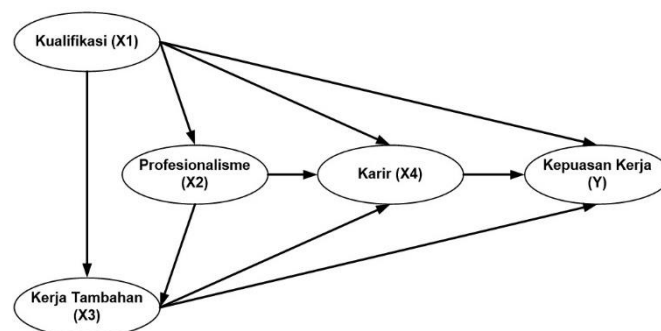 Kualifikasi (X1)
Profesionalisme
(X2)
Karir (X4)
Kepuasan Kerja
(Y)
Kerja Tambahan
(X3)